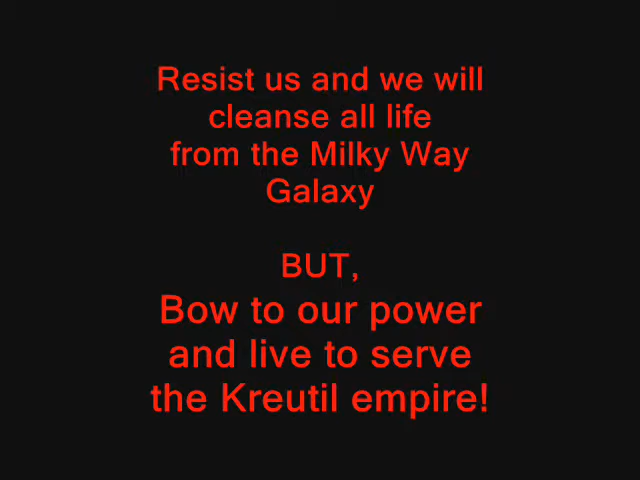 Resist us and we will
cleanse all life
from the Milky Way
Galaxy
BUT,
Bow to our power
and live to serve
the Kreutil empire!